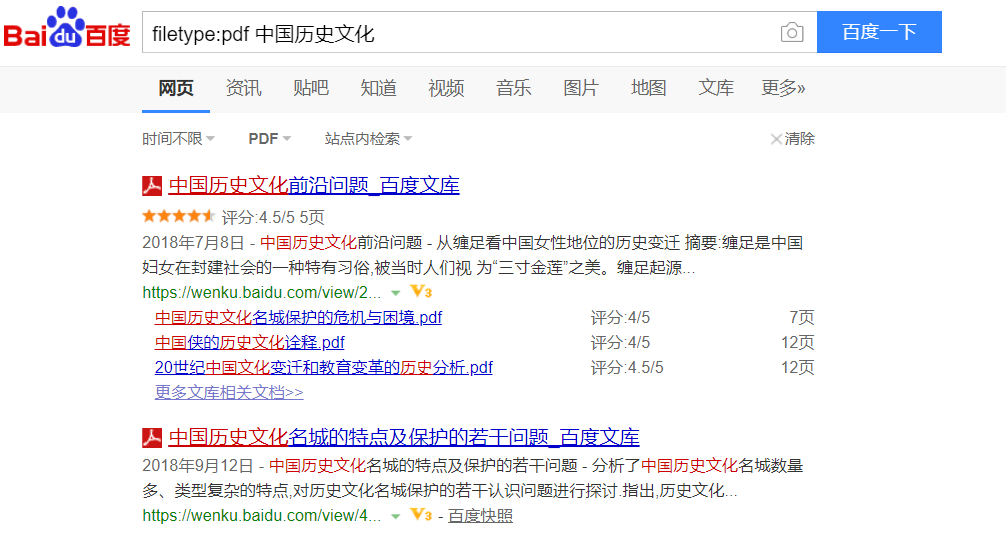 Bai du 百度 filetype:pdf 中国历史文化 百度一下
网页 资讯 贴吧 知道 视频 音乐 图片 地图 文库 更多»
时间不限 PDF 站点内检索 清除
中国历史文化前沿问题_百度文库
评分:4.5/5 5页
2018年7月8日 - 中国历史文化前沿问题 - 从缠足看中国女性地位的历史变迁 摘要:缠足是中国
妇女在封建社会的一种特有习俗,被当时人们视 为“三寸金莲”之美。缠足起源...
https://wenku.baidu.com/view/2... V3
中国历史文化名城保护的危机与困境.pdf 评分:4/5 7页
中国侠的历史文化诠释.pdf 评分:4/5 12页
20世纪中国文化变迁和教育变革的历史分析.pdf 评分:4.5/5 12页
更多文库相关文档>>
中国历史文化名城的特点及保护的若干问题_百度文库
2018年9月12日 - 中国历史文化名城的特点及保护的若干问题 - 分析了中国历史文化名城数量
多、类型复杂的特点,对历史文化名城保护的若干认识问题进行探讨.指出,历史文化...
https://wenku.baidu.com/view/4... V3 - 百度快照